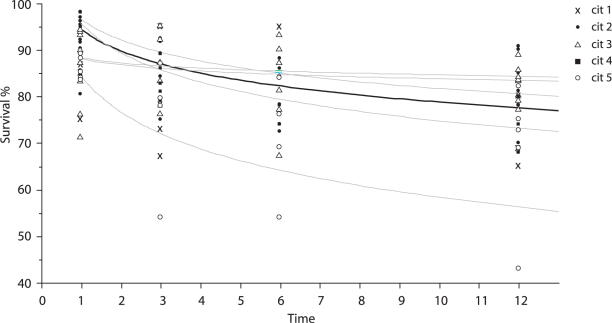 100
90
80
70
60
50
40
Survival %
0 1 2 3 4 5 6 7 8 9 10 11 12
Time
x cit 1
• cit 2
△ cit 3
■ cit 4
○ cit 5